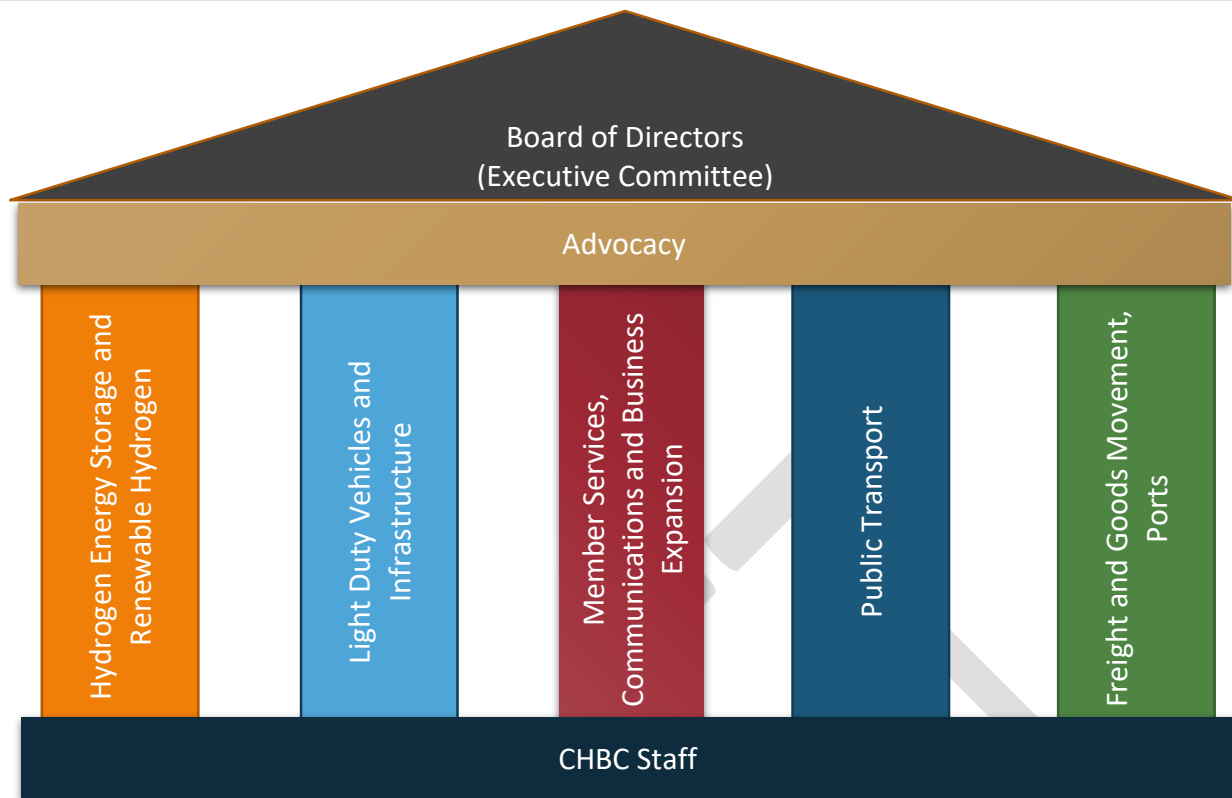 Board of Directors
(Executive Committee)
Advocacy
Hydrogen Energy Storage and
Renewable Hydrogen
Light Duty Vehicles and
Infrastructure
Member Services,
Communications and Business
Expansion
Public Transport
Freight and Goods Movement,
Ports
CHBC Staff